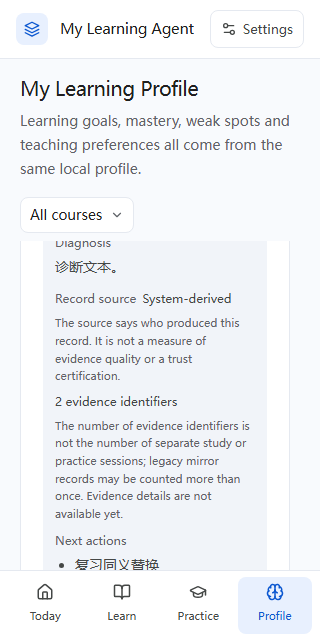 My Learning Agent
Settings
My Learning Profile
Learning goals, mastery, weak spots and
teaching preferences all come from the
same local profile.
All courses
Diagnosis
诊断文本。
Record source System-derived
The source says who produced this
record. It is not a measure of
evidence quality or a trust
certification.
2 evidence identifiers
The number of evidence identifiers is
not the number of separate study or
practice sessions; legacy mirror
records may be counted more than
once. Evidence details are not
available yet.
Next actions
复习同义替换
Today
Learn
Practice
Profile